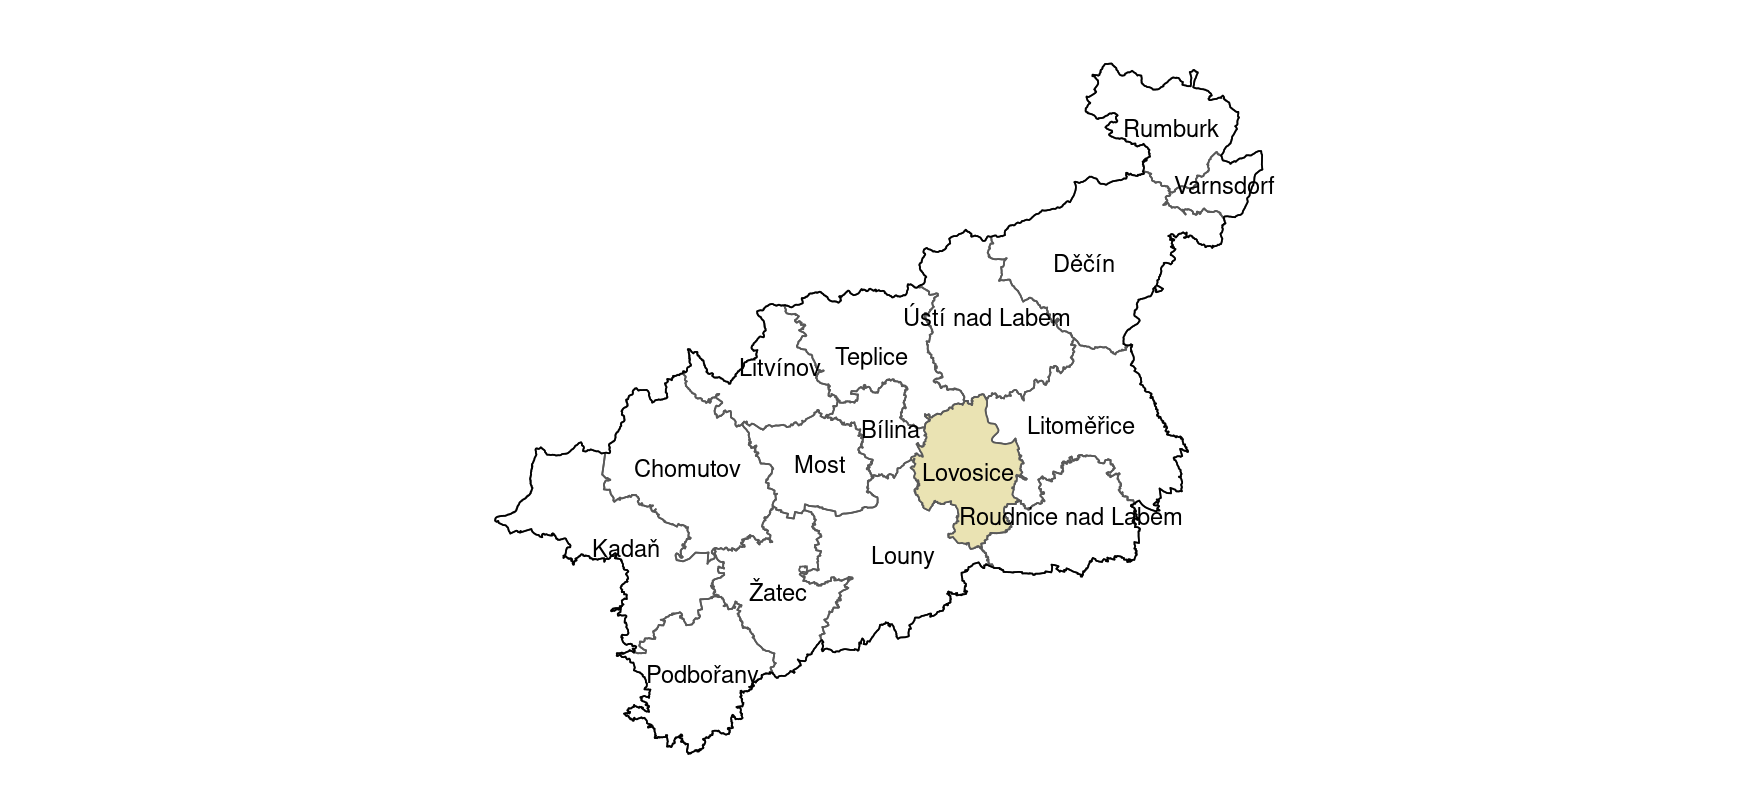 Rumburk
Varnsdorf
Děčín
Ústí nad Labem
Teplice
Litvínov
Litoměřice
Bílina
Most
Chomutov
Lovosice
Roudnice nad Labem
Kadaň
Louny
Žatec
Podbořany